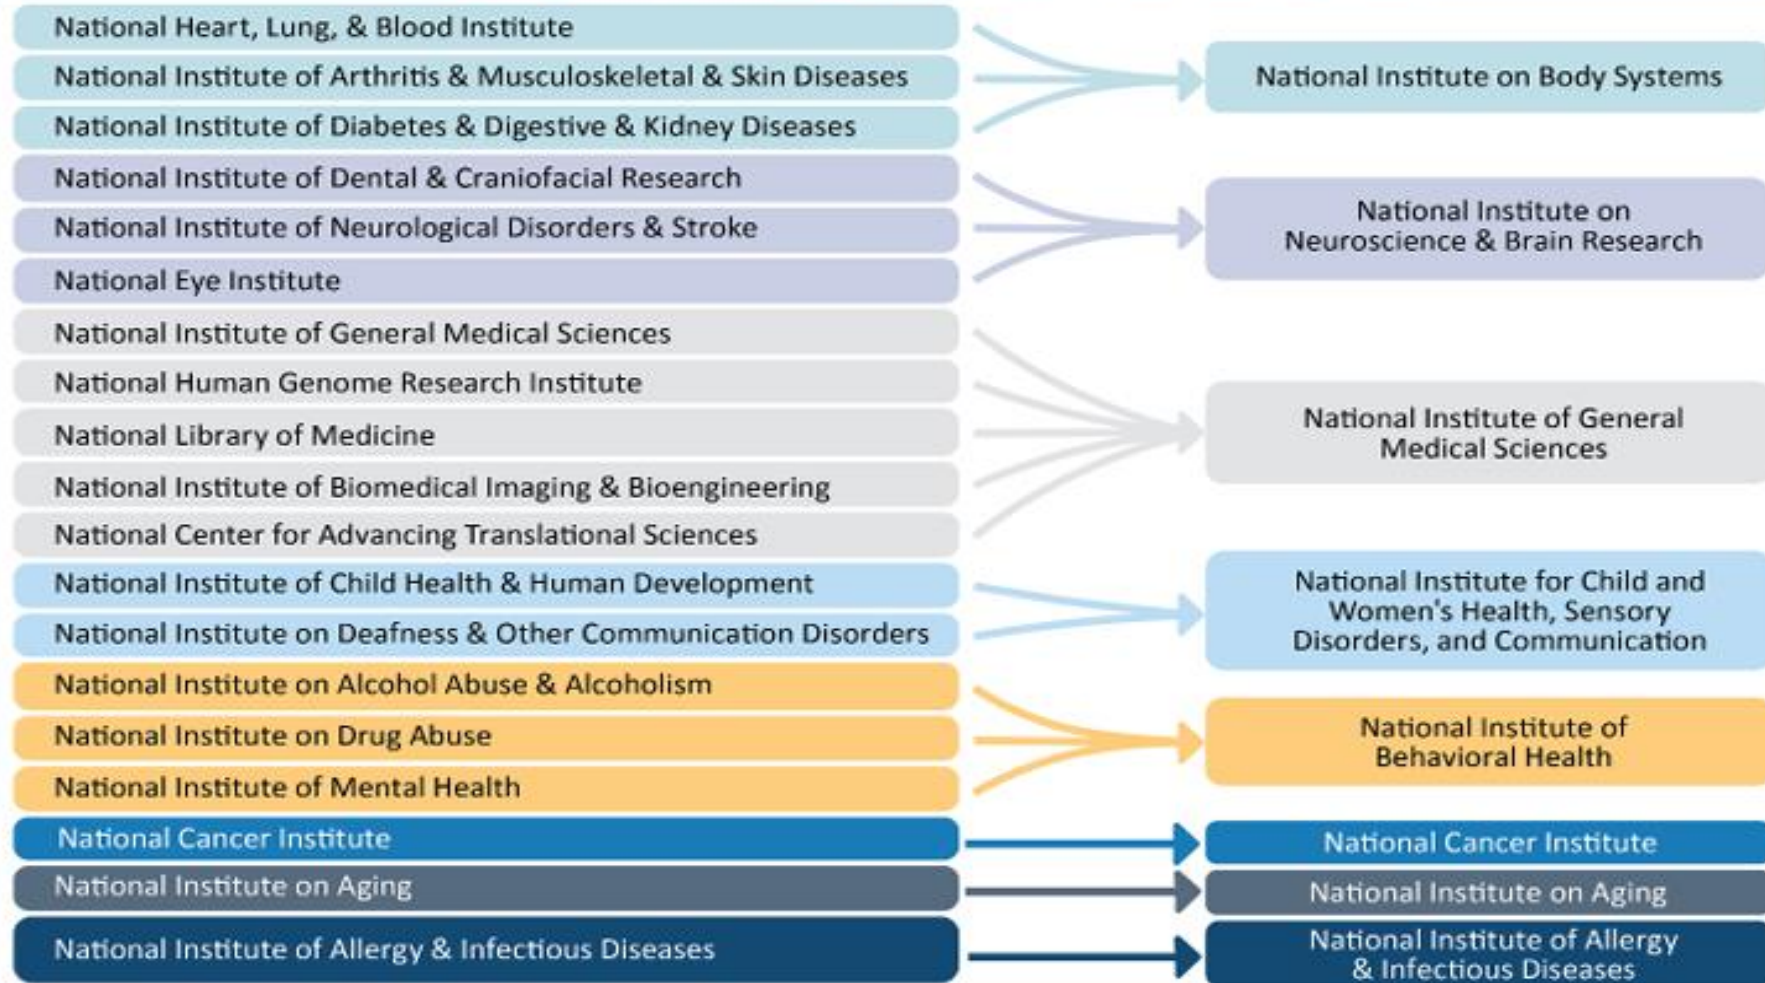 National Heart, Lung, & Blood Institute
National Institute of Arthritis & Musculoskeletal & Skin Diseases
National Institute of Diabetes & Digestive & Kidney Diseases
National Institute on Body Systems
National Institute of Dental & Craniofacial Research
National Institute of Neurological Disorders & Stroke
National Eye Institute
National Institute on
Neuroscience & Brain Research
National Institute of General Medical Sciences
National Human Genome Research Institute
National Library of Medicine
National Institute of Biomedical Imaging & Bioengineering
National Center for Advancing Translational Sciences
National Institute of General
Medical Sciences
National Institute of Child Health & Human Development
National Institute on Deafness & Other Communication Disorders
National Institute for Child and
Women's Health, Sensory
Disorders, and Communication
National Institute on Alcohol Abuse & Alcoholism
National Institute on Drug Abuse
National Institute of Mental Health
National Institute of
Behavioral Health
National Cancer Institute
National Cancer Institute
National Institute on Aging
National Institute on Aging
National Institute of Allergy & Infectious Diseases
National Institute of Allergy
& Infectious Diseases